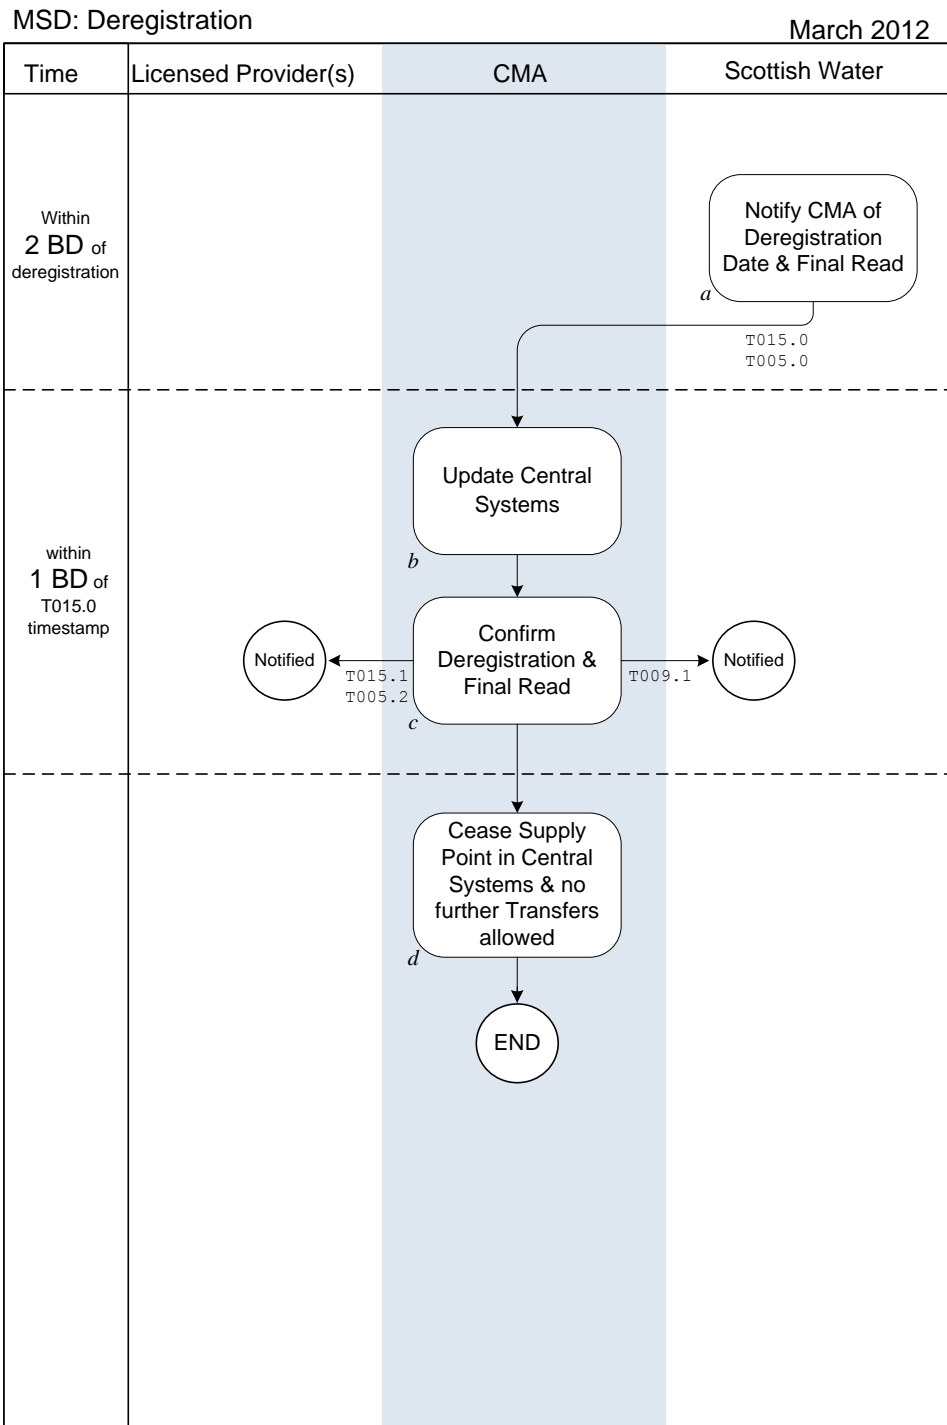 MSD: Deregistration
March 2012
Time
Licensed Provider(s)
CMA
Scottish Water
Within
2 BD of
deregistration
Notify CMA of
Deregistration
Date & Final Read
a
T015.0
T005.0
within
1 BD of
T015.0
timestamp
Update Central
Systems
b
Confirm
Deregistration &
Final Read
c
Notified
T015.1
T005.2
T009.1
Notified
Cease Supply
Point in Central
Systems & no
further Transfers
allowed
d
END